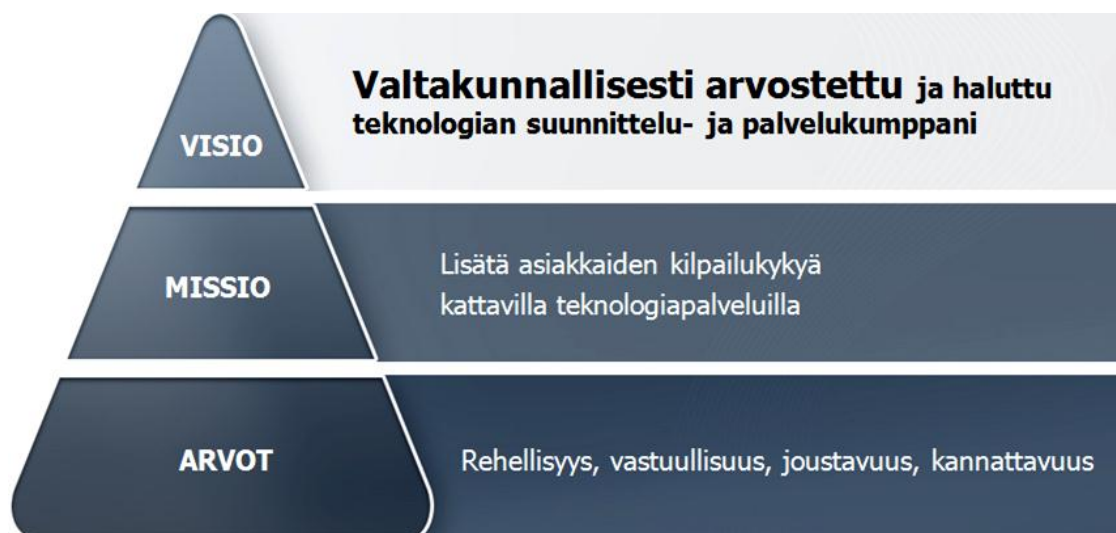 VISIO
Valtakunnallisesti arvostettu ja haluttu
teknologian suunnittelu- ja palvelukumppani
MISSIO
Lisätä asiakkaiden kilpailukykyä
kattavilla teknologiapalveluilla
ARVOT
Rehellisyys, vastuullisuus, joustavuus, kannattavuus